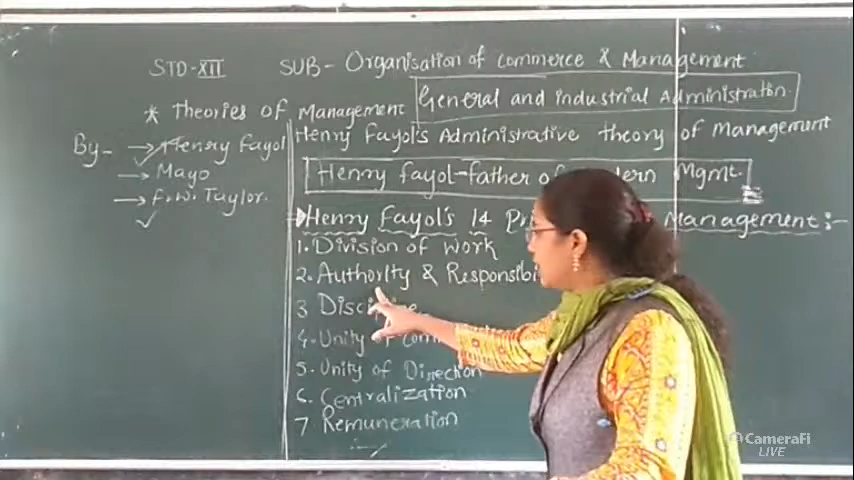 STD-XII SUB- Organisation of commerce & Management
* Theories of Management
General and industrial Administration.
By- → Henry Fayol
→ Mayo
→ F.W. Taylor.
Henry Fayol's Administrative theory of Management
Henry fayol-father of Mgmt.
Henry Fayol's 14 Management:-
1. Division of work
2. Authority &
3 Discipline
4. Unity of
5. Unity of Direction
6. Centralization
7 Remuneration
CameraFi
LIVE